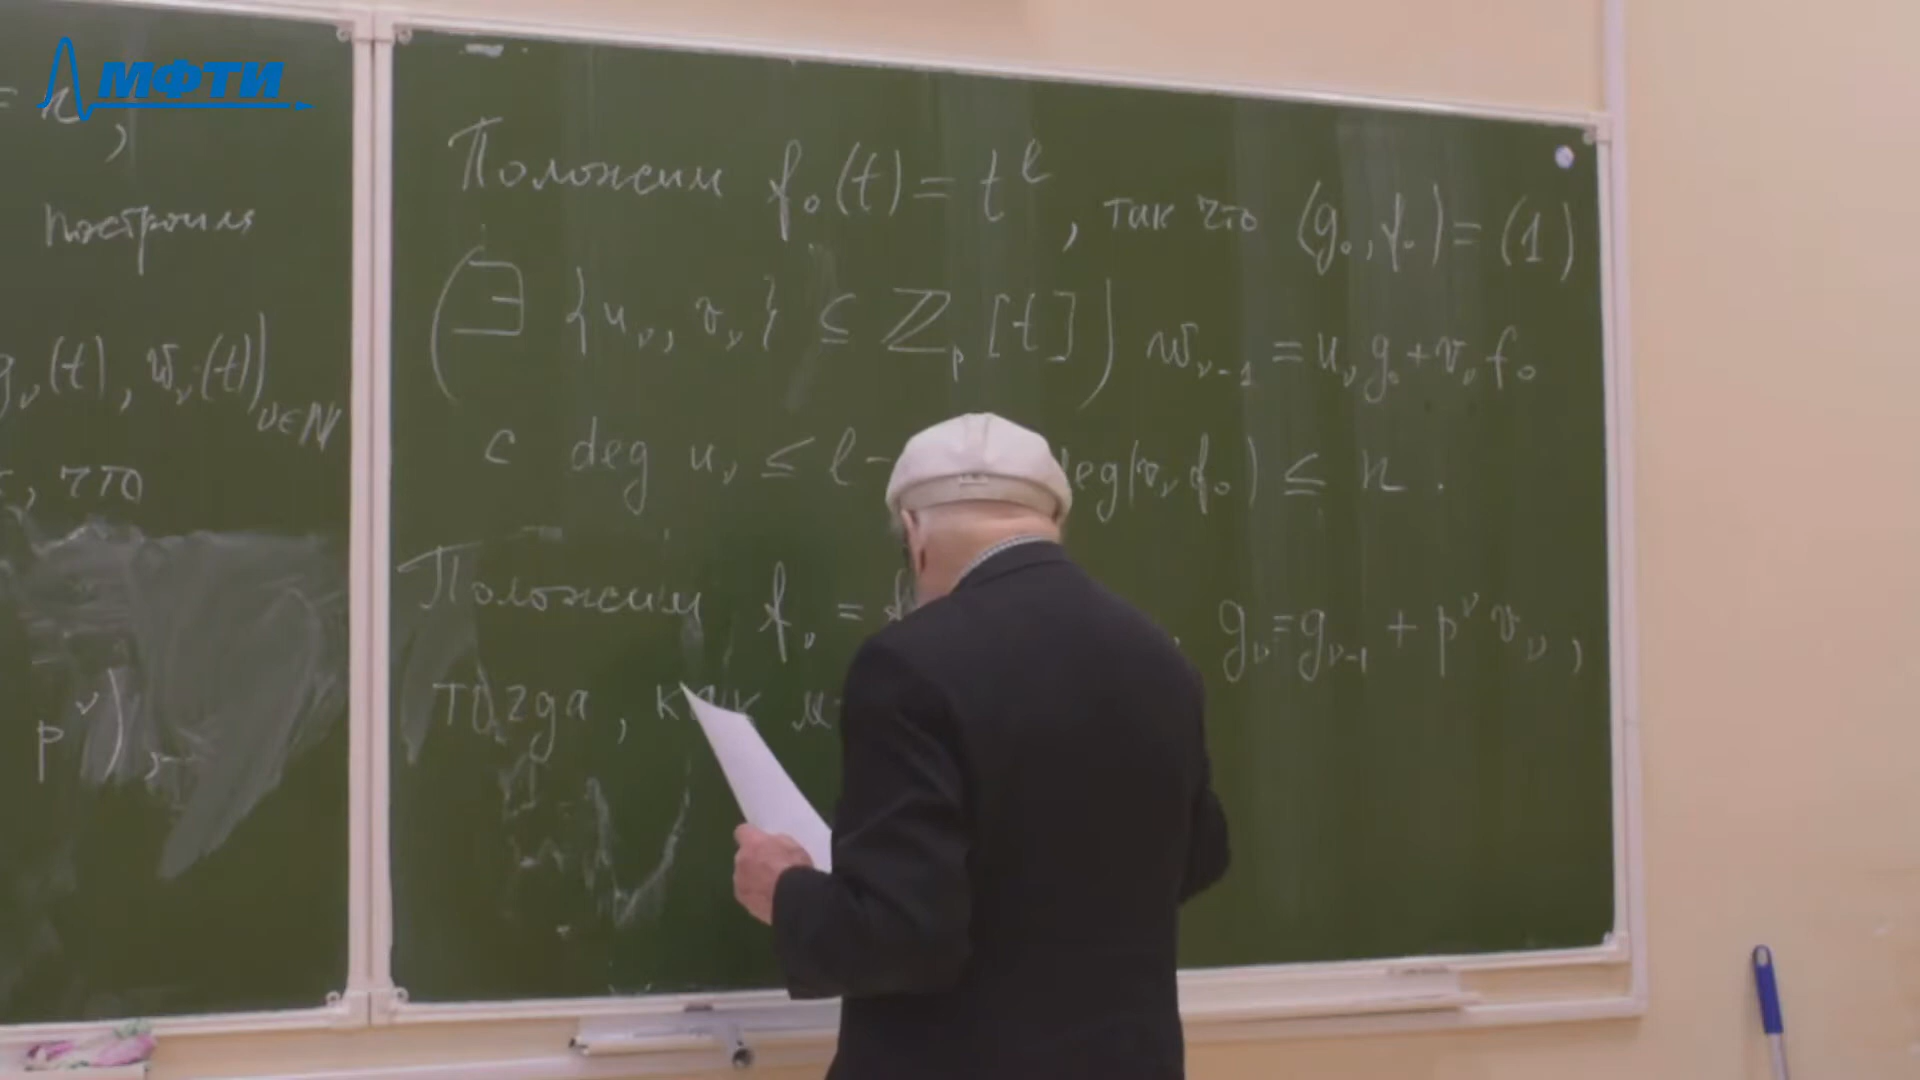 МФТИ
= n,
построим
g_ν(t), w_ν(t))_{ν∈ℕ}
, что
p^ν),
Положим f₀(t) = t^l, так что (g₀, f₀) = (1)
(∃ {u_ν, v_ν} ⊆ ℤ_p[t]) w_{ν-1} = u_ν g₀ + v_ν f₀
с deg u_ν ≤ l - deg(v_ν f₀) ≤ n.
Положим f_ν = f , g_ν = g_{ν-1} + p^ν v_ν,
тогда, как